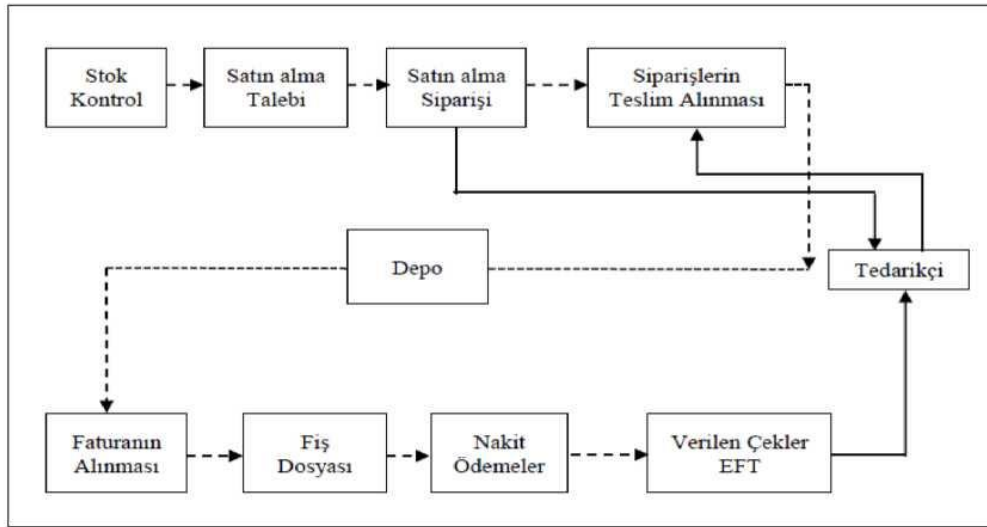 Stok
Kontrol
Satın alma
Talebi
Satın alma
Siparişi
Siparişlerin
Teslim Alınması
Depo
Tedarikçi
Faturanın
Alınması
Fiş
Dosyası
Nakit
Ödemeler
Verilen Çekler
EFT